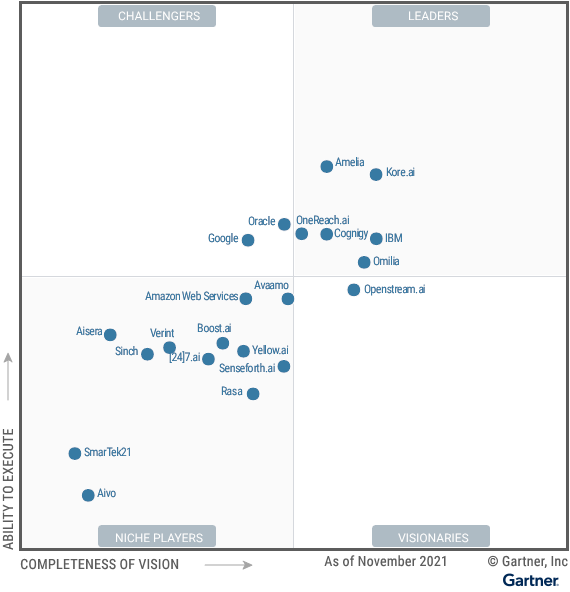 CHALLENGERS
LEADERS
Amelia
Kore.ai
Oracle
OneReach.ai
Google
Cognigy
IBM
Omilia
Avaamo
Openstream.ai
Amazon Web Services
Aisera
Verint
Boost.ai
Sinch
[24]7.ai
Yellow.ai
Senseforth.ai
Rasa
SmarTek21
Aivo
ABILITY TO EXECUTE
NICHE PLAYERS
VISIONARIES
COMPLETENESS OF VISION
As of November 2021
© Gartner, Inc
Gartner